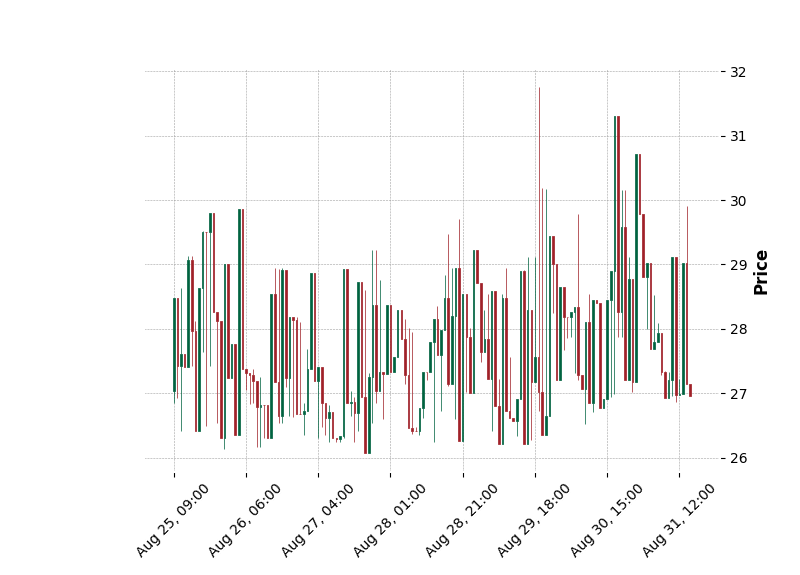 32
31
30
29
28
27
26
Price
Aug 25, 09:00
Aug 26, 06:00
Aug 27, 04:00
Aug 28, 01:00
Aug 28, 21:00
Aug 29, 18:00
Aug 30, 15:00
Aug 31, 12:00